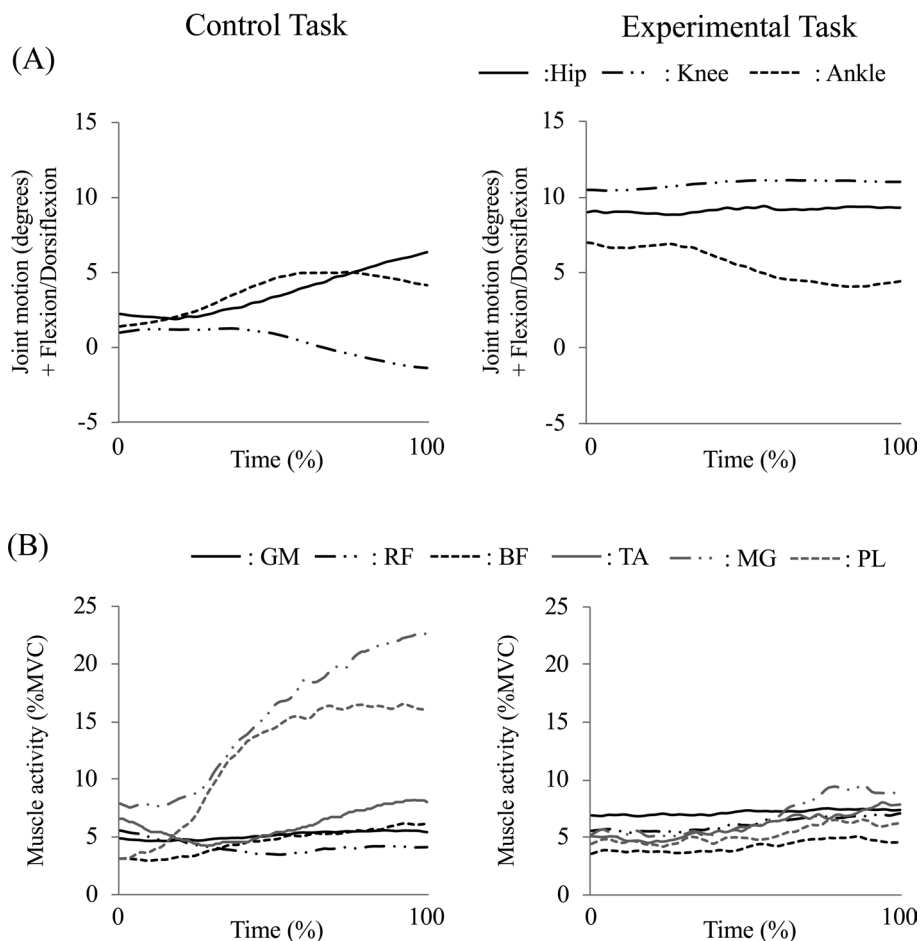 Control Task
Experimental Task
(A)
:Hip : Knee : Ankle
Joint motion (degrees)
+ Flexion/Dorsiflexion
15
10
5
0
-5
0
100
Time (%)
Joint motion (degrees)
+ Flexion/Dorsiflexion
15
10
5
0
-5
0
100
Time (%)
(B)
: GM : RF : BF : TA : MG : PL
Muscle activity (%MVC)
25
20
15
10
5
0
0
100
Time (%)
Muscle activity (%MVC)
25
20
15
10
5
0
0
100
Time (%)